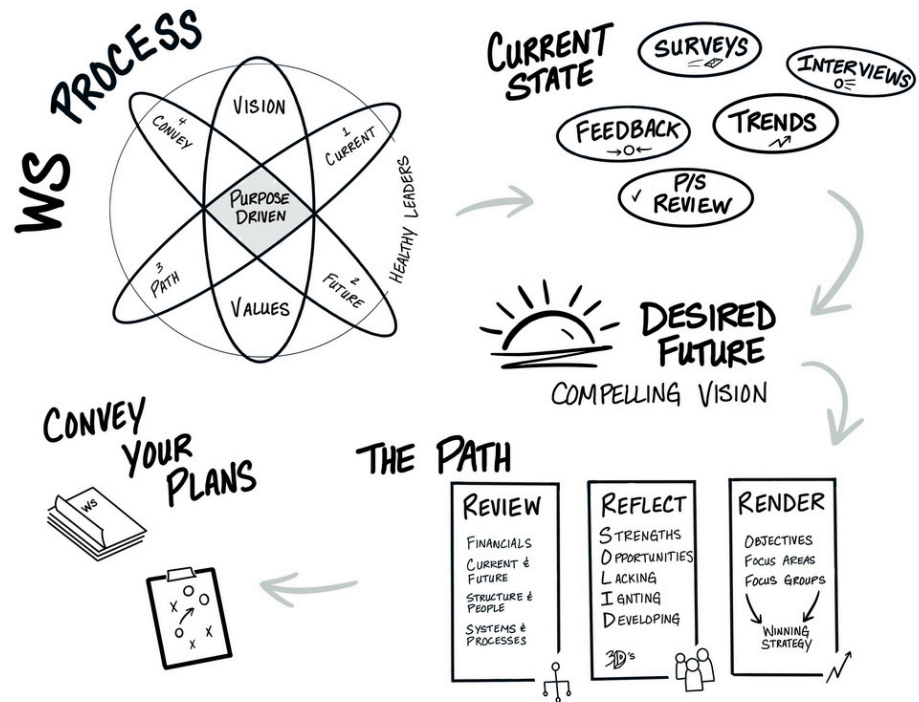 WS PROCESS
VISION
4
CONVEY
1
CURRENT
PURPOSE
DRIVEN
HEALTHY LEADERS
3
PATH
2
FUTURE
VALUES
CURRENT
STATE
SURVEYS
INTERVIEWS
FEEDBACK
TRENDS
P/S
REVIEW
DESIRED
FUTURE
COMPELLING VISION
THE PATH
REVIEW
FINANCIALS
CURRENT &
FUTURE
STRUCTURE &
PEOPLE
SYSTEMS &
PROCESSES
REFLECT
STRENGTHS
OPPORTUNITIES
LACKING
IGNTING
DEVELOPING
3D's
RENDER
OBJECTIVES
FOCUS AREAS
FOCUS GROUPS
WINNING
STRATEGY
CONVEY
YOUR
PLANS
WS
X O O
O X X
X